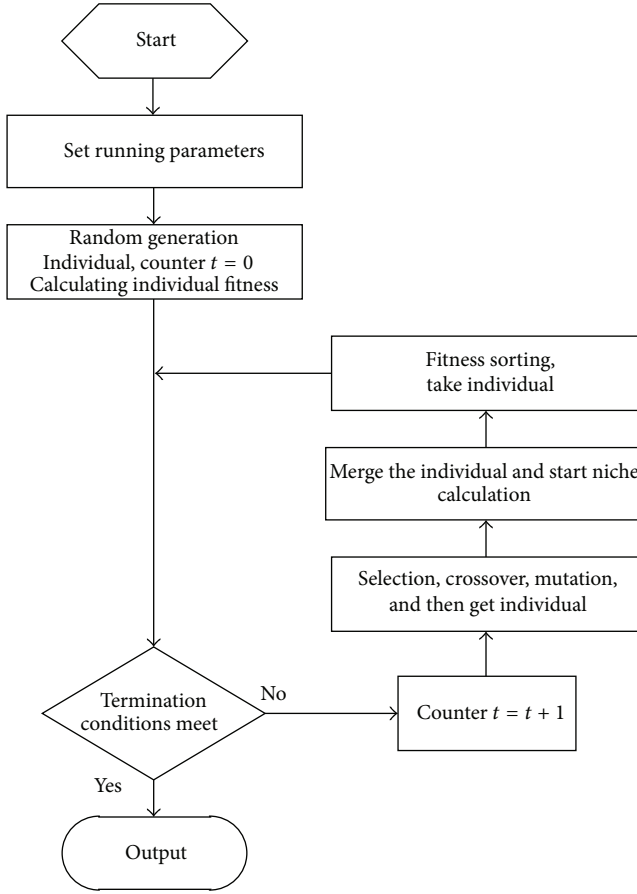 Start
Set running parameters
Random generation
Individual, counter t = 0
Calculating individual fitness
Fitness sorting,
take individual
Merge the individual and start niche
calculation
Selection, crossover, mutation,
and then get individual
Termination
conditions meet
No
Counter t = t + 1
Yes
Output